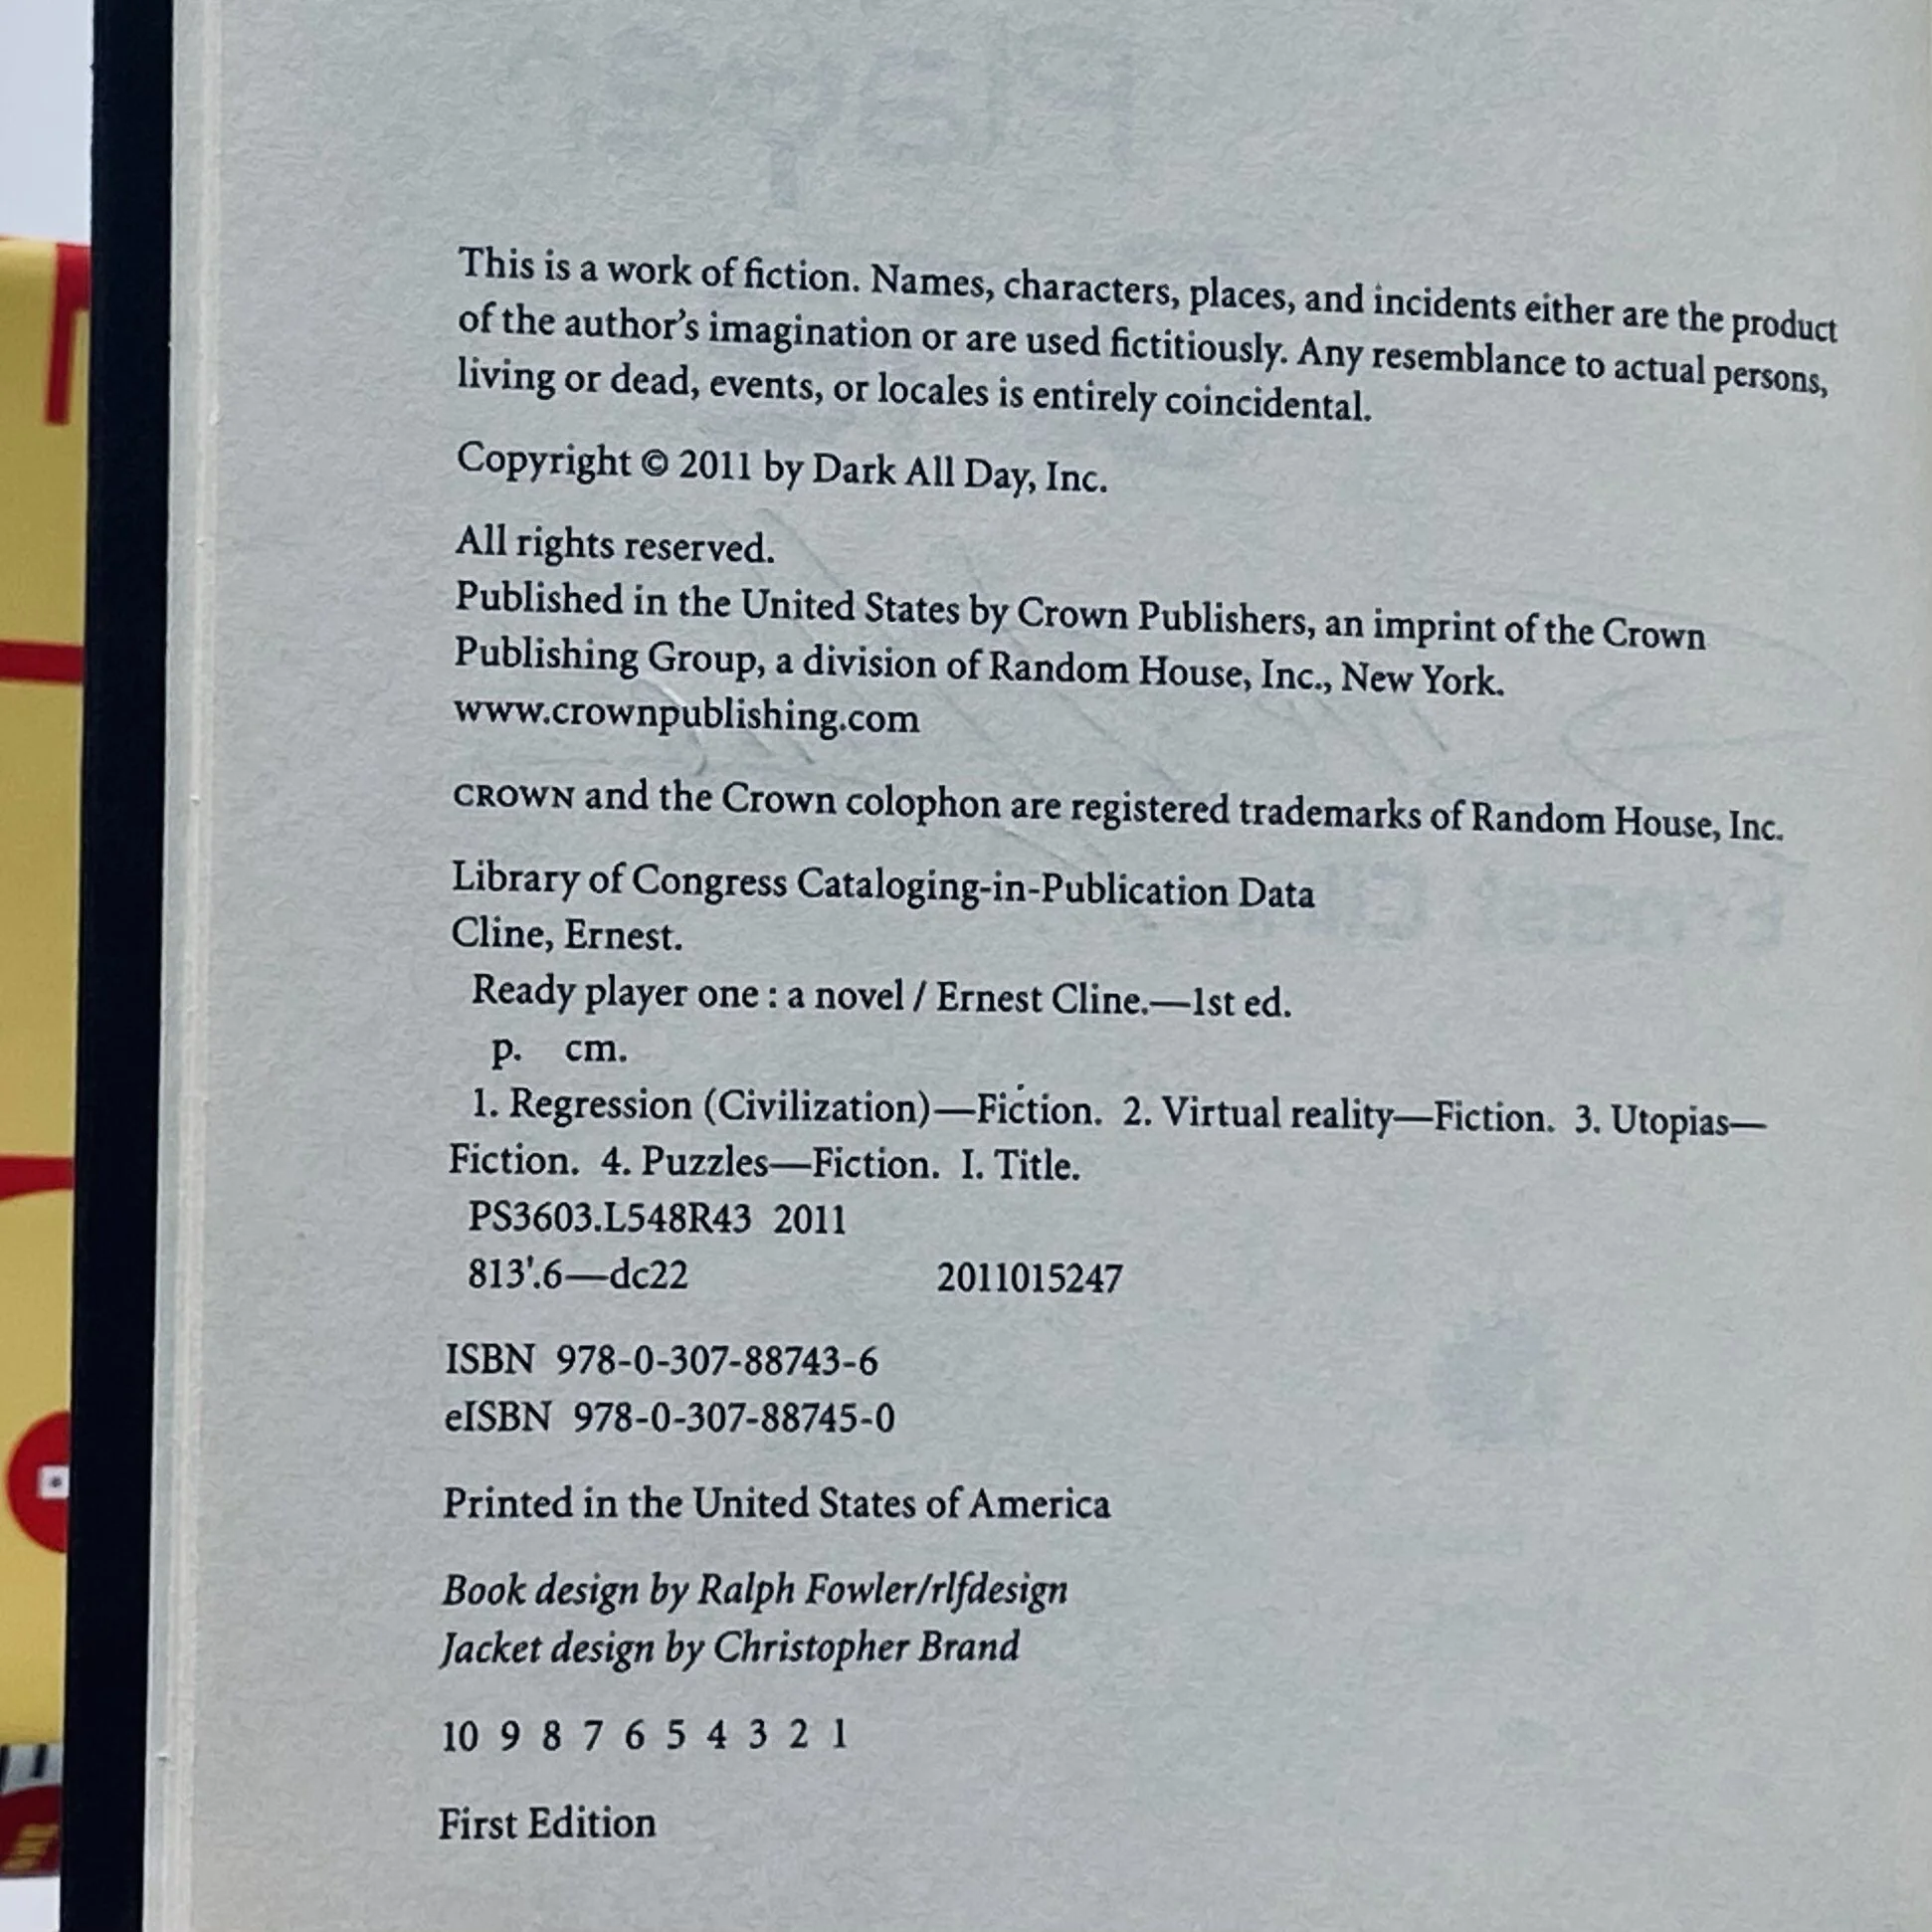 This is a work of fiction. Names, characters, places, and incidents either are the product
of the author's imagination or are used fictitiously. Any resemblance to actual persons,
living or dead, events, or locales is entirely coincidental.
Copyright © 2011 by Dark All Day, Inc.
All rights reserved.
Published in the United States by Crown Publishers, an imprint of the Crown
Publishing Group, a division of Random House, Inc., New York.
www.crownpublishing.com
CROWN and the Crown colophon are registered trademarks of Random House, Inc.
Library of Congress Cataloging-in-Publication Data
Cline, Ernest.
Ready player one : a novel / Ernest Cline.—1st ed.
p. cm.
1. Regression (Civilization)—Fiction. 2. Virtual reality—Fiction. 3. Utopias—
Fiction. 4. Puzzles—Fiction. I. Title.
PS3603.L548R43 2011
813'.6—dc22 2011015247
ISBN 978-0-307-88743-6
eISBN 978-0-307-88745-0
Printed in the United States of America
Book design by Ralph Fowler/rlfdesign
Jacket design by Christopher Brand
10 9 8 7 6 5 4 3 2 1
First Edition